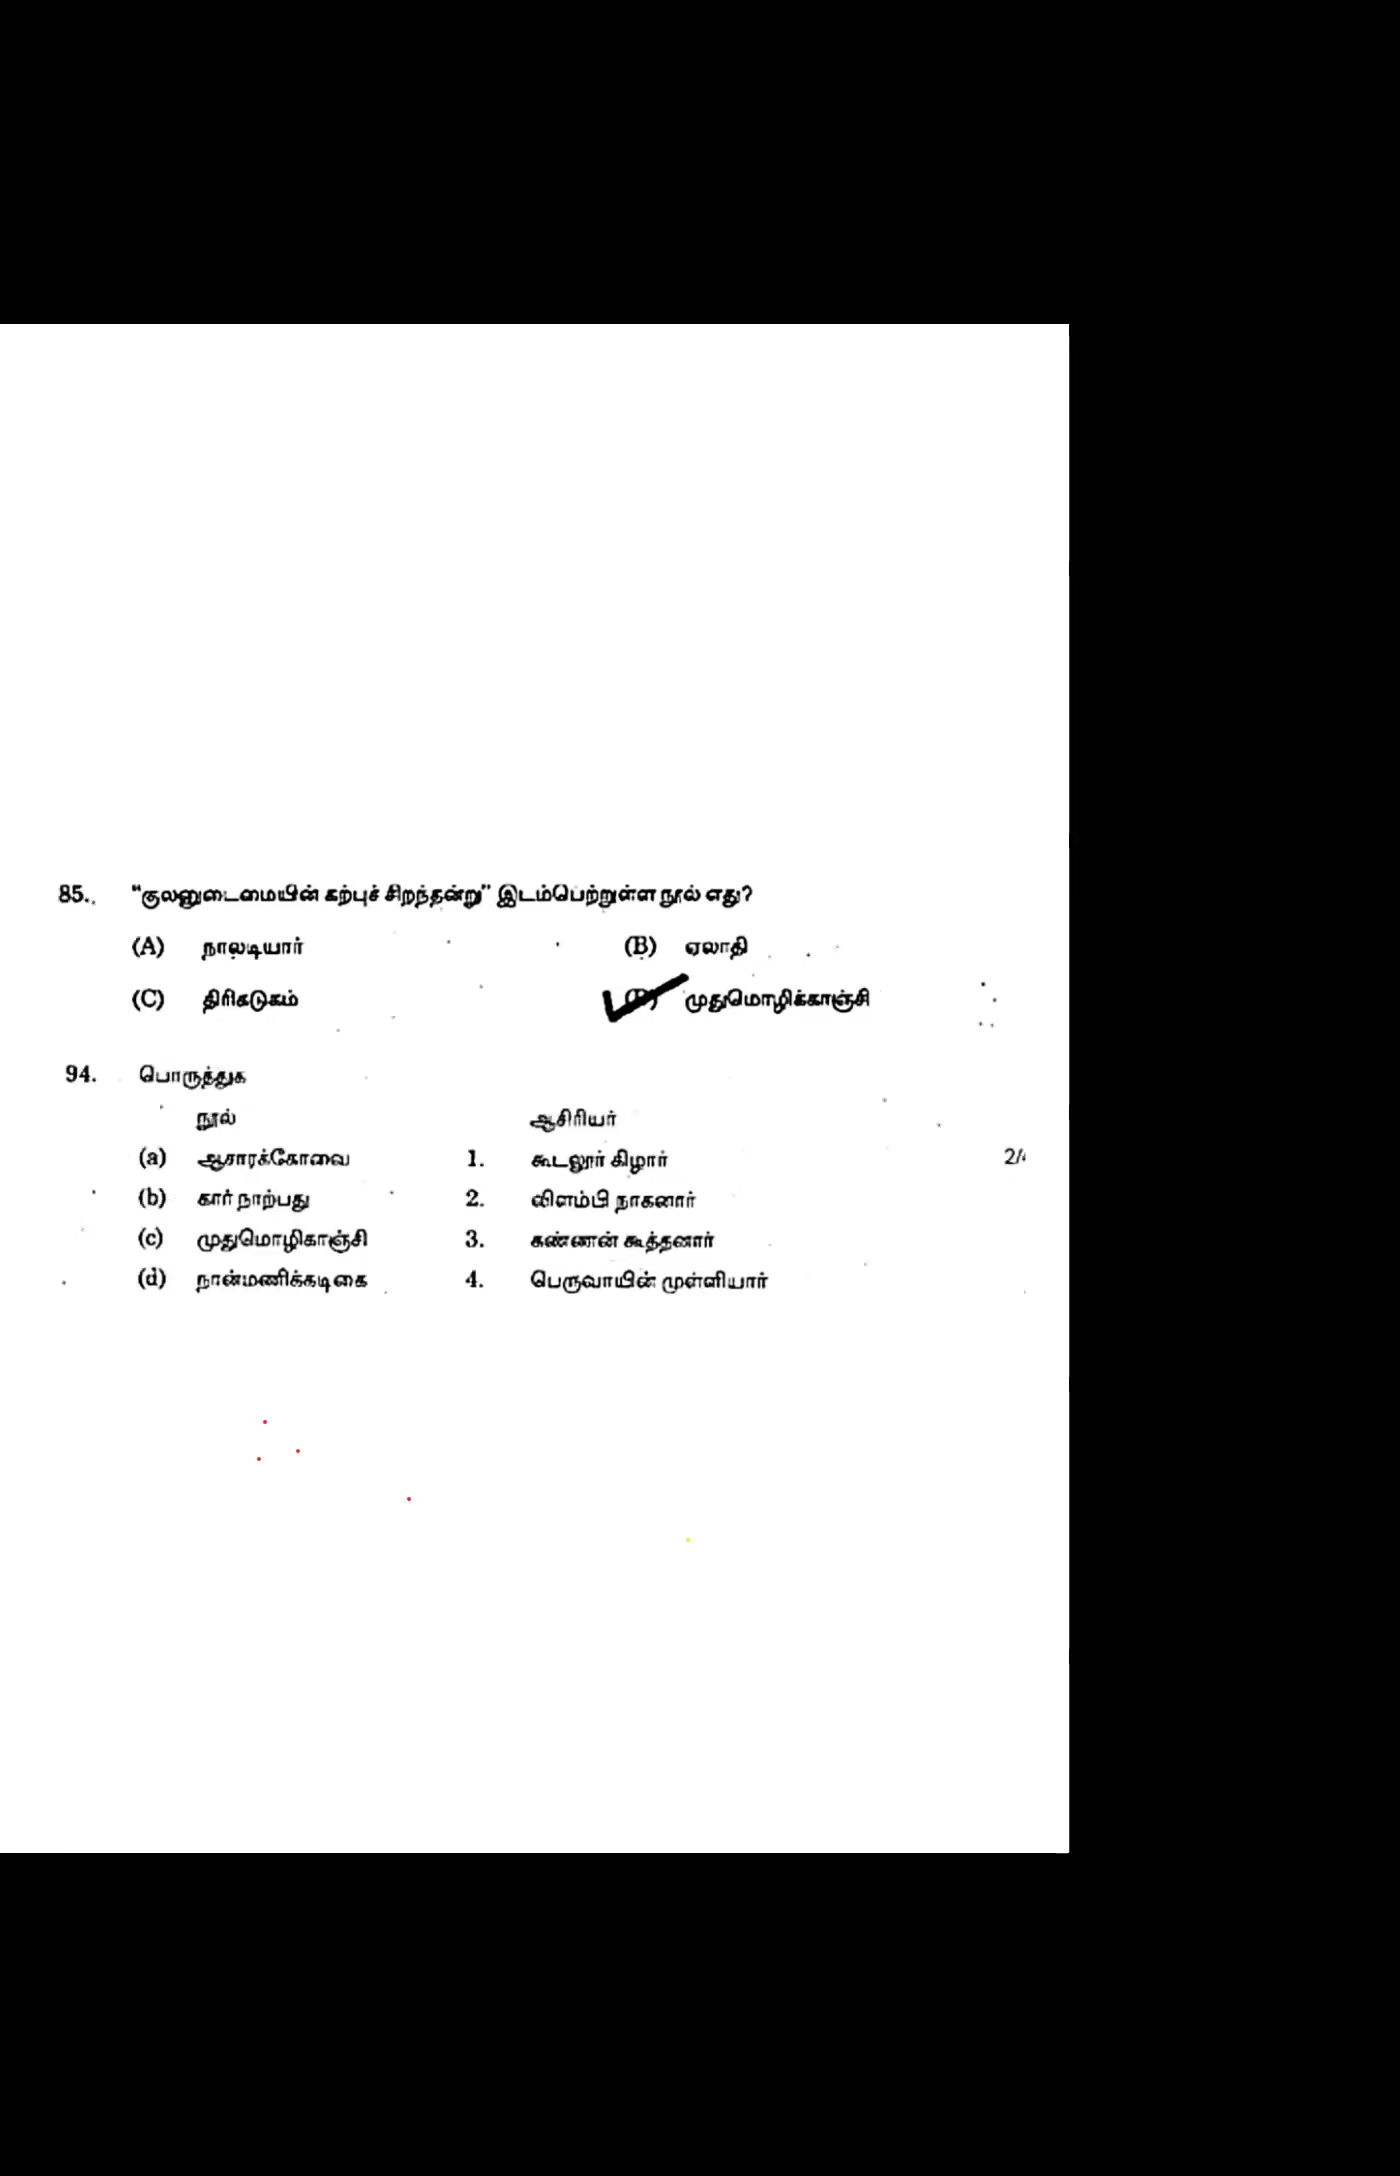 85. "குலனுடைமையின் கற்புச் சிறந்தன்று" இடம்பெற்றுள்ள நூல் எது?
(A) நாலடியார் (B) ஏலாதி
(C) திரிகடுகம் (D) முதுமொழிக்காஞ்சி
94. பொருத்துக
நூல் ஆசிரியர்
(a) ஆசாரக்கோவை 1. கூடலூர் கிழார்
(b) கார் நாற்பது 2. விளம்பி நாகனார்
(c) முதுமொழிகாஞ்சி 3. கண்ணன் கூத்தனார்
(d) நான்மணிக்கடிகை 4. பெருவாயின் முள்ளியார்